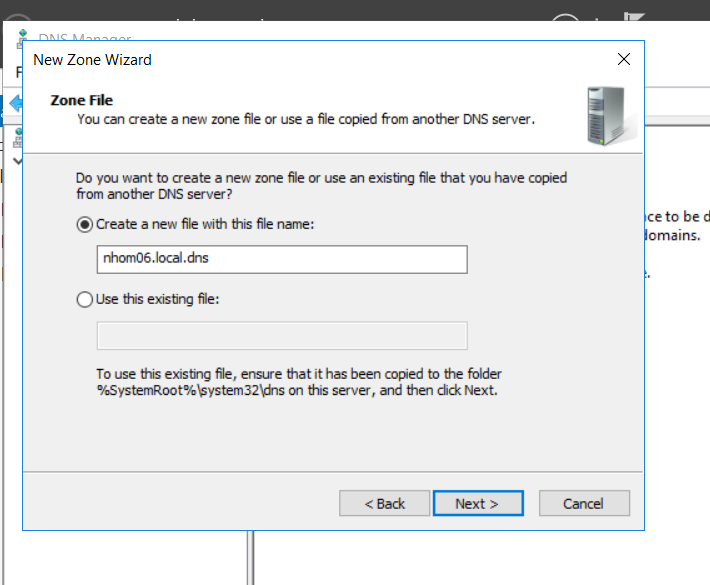 DNS Manager
New Zone Wizard
Zone File
You can create a new zone file or use a file copied from another DNS server.
Do you want to create a new zone file or use an existing file that you have copied
from another DNS server?
Create a new file with this file name:
nhom06.local.dns
Use this existing file:
To use this existing file, ensure that it has been copied to the folder
%SystemRoot%\system32\dns on this server, and then click Next.
< Back
Next >
Cancel
to be
domains.